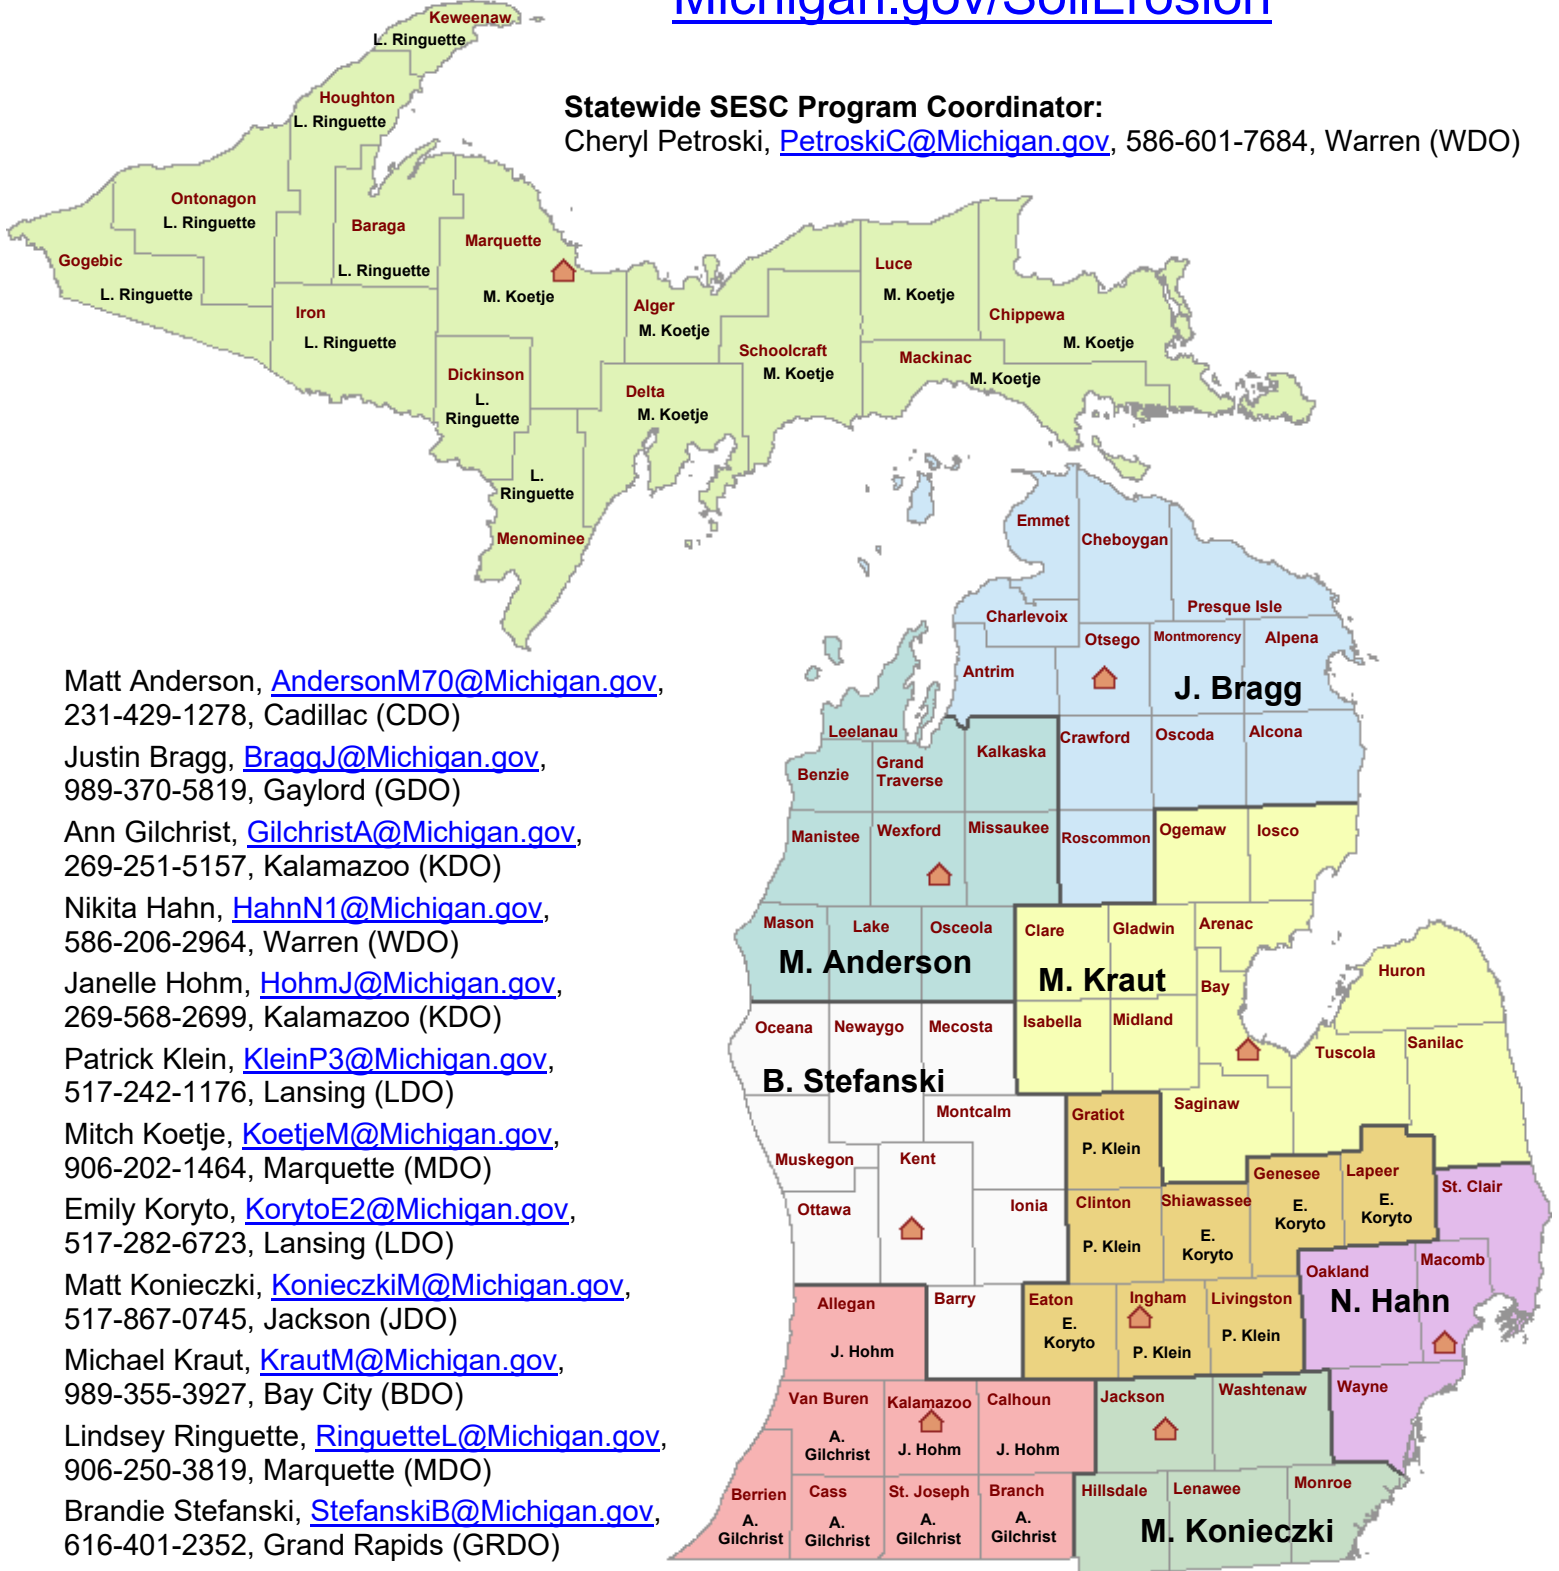 Michigan.gov/SoilErosion
Statewide SESC Program Coordinator:
Cheryl Petroski, PetroskiC@Michigan.gov, 586-601-7684, Warren (WDO)
Keweenaw
L. Ringuette
Houghton
L. Ringuette
Ontonagon
L. Ringuette
Baraga
L. Ringuette
Gogebic
L. Ringuette
Marquette
M. Koetje
Iron
L. Ringuette
Alger
M. Koetje
Luce
M. Koetje
Chippewa
M. Koetje
Schoolcraft
M. Koetje
Mackinac
M. Koetje
Dickinson
L.
Ringuette
Delta
M. Koetje
L.
Ringuette
Menominee
Matt Anderson, AndersonM70@Michigan.gov,
231-429-1278, Cadillac (CDO)
Justin Bragg, BraggJ@Michigan.gov,
989-370-5819, Gaylord (GDO)
Ann Gilchrist, GilchristA@Michigan.gov,
269-251-5157, Kalamazoo (KDO)
Nikita Hahn, HahnN1@Michigan.gov,
586-206-2964, Warren (WDO)
Janelle Hohm, HohmJ@Michigan.gov,
269-568-2699, Kalamazoo (KDO)
Patrick Klein, KleinP3@Michigan.gov,
517-242-1176, Lansing (LDO)
Mitch Koetje, KoetjeM@Michigan.gov,
906-202-1464, Marquette (MDO)
Emily Koryto, KorytoE2@Michigan.gov,
517-282-6723, Lansing (LDO)
Matt Konieczki, KonieczkiM@Michigan.gov,
517-867-0745, Jackson (JDO)
Michael Kraut, KrautM@Michigan.gov,
989-355-3927, Bay City (BDO)
Lindsey Ringuette, RinguetteL@Michigan.gov,
906-250-3819, Marquette (MDO)
Brandie Stefanski, StefanskiB@Michigan.gov,
616-401-2352, Grand Rapids (GRDO)
Emmet
Cheboygan
Presque Isle
Charlevoix
Otsego
Montmorency
Alpena
Antrim
J. Bragg
Crawford
Oscoda
Alcona
Roscommon
Leelanau
Kalkaska
Benzie
Grand
Traverse
Manistee
Wexford
Missaukee
Mason
Lake
Osceola
M. Anderson
Ogemaw
Iosco
Clare
Gladwin
Arenac
M. Kraut
Bay
Huron
Isabella
Midland
Tuscola
Sanilac
Saginaw
Oceana
Newaygo
Mecosta
B. Stefanski
Montcalm
Muskegon
Kent
Ottawa
Ionia
Barry
Gratiot
P. Klein
Clinton
P. Klein
Shiawassee
E.
Koryto
Genesee
E.
Koryto
Lapeer
E.
Koryto
Eaton
E.
Koryto
Ingham
P. Klein
Livingston
P. Klein
St. Clair
Macomb
Oakland
N. Hahn
Wayne
Allegan
J. Hohm
Van Buren
A.
Gilchrist
Kalamazoo
J. Hohm
Calhoun
J. Hohm
Berrien
A.
Gilchrist
Cass
A.
Gilchrist
St. Joseph
A.
Gilchrist
Branch
A.
Gilchrist
Jackson
Washtenaw
Hillsdale
Lenawee
Monroe
M. Konieczki